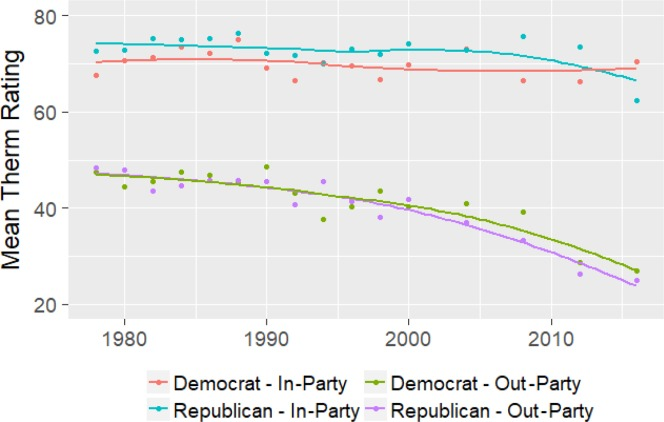 80
60
40
20
Mean Therm Rating
1980 1990 2000 2010
Democrat - In-Party Democrat - Out-Party
Republican - In-Party Republican - Out-Party